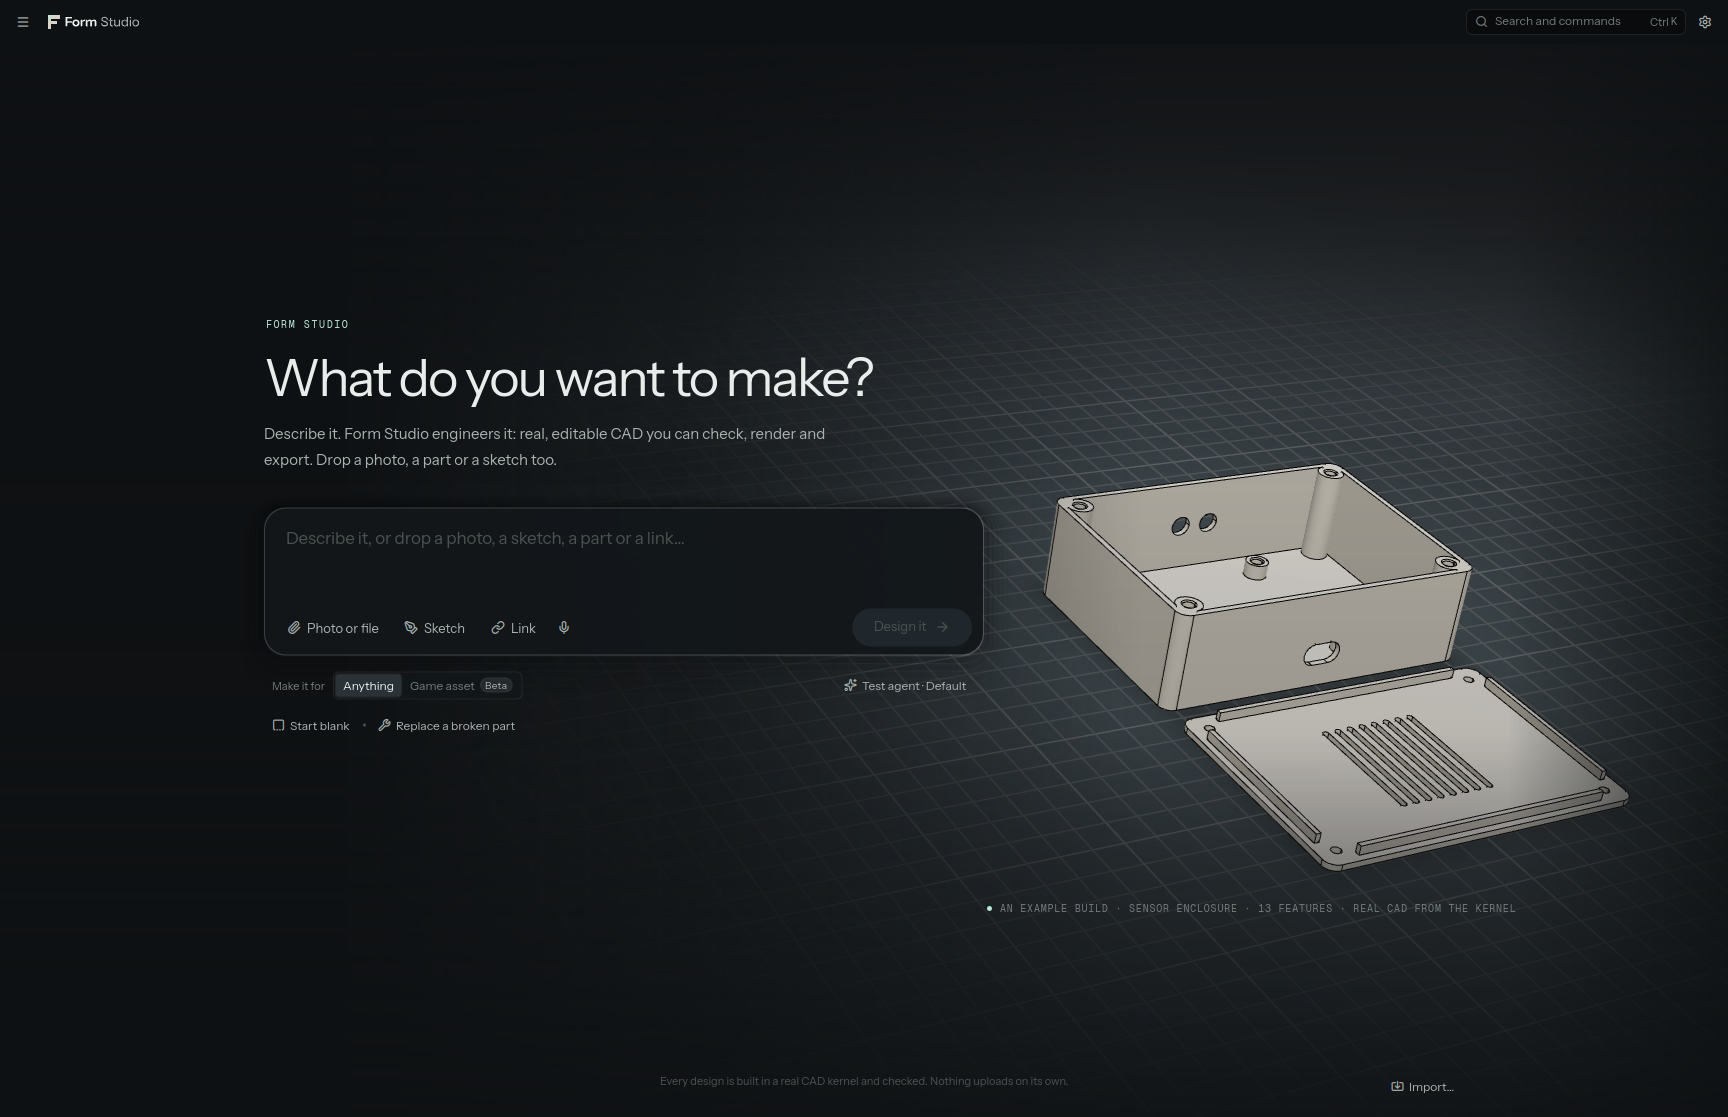 Form Studio
Search and commands
Ctrl K
FORM STUDIO
What do you want to make?
Describe it. Form Studio engineers it: real, editable CAD you can check, render and
export. Drop a photo, a part or a sketch too.
Describe it, or drop a photo, a sketch, a part or a link...
Photo or file
Sketch
Link
Design it
Make it for
Anything
Game asset
Beta
Test agent · Default
Start blank
Replace a broken part
AN EXAMPLE BUILD · SENSOR ENCLOSURE · 13 FEATURES · REAL CAD FROM THE KERNEL
Every design is built in a real CAD kernel and checked. Nothing uploads on its own.
Import...